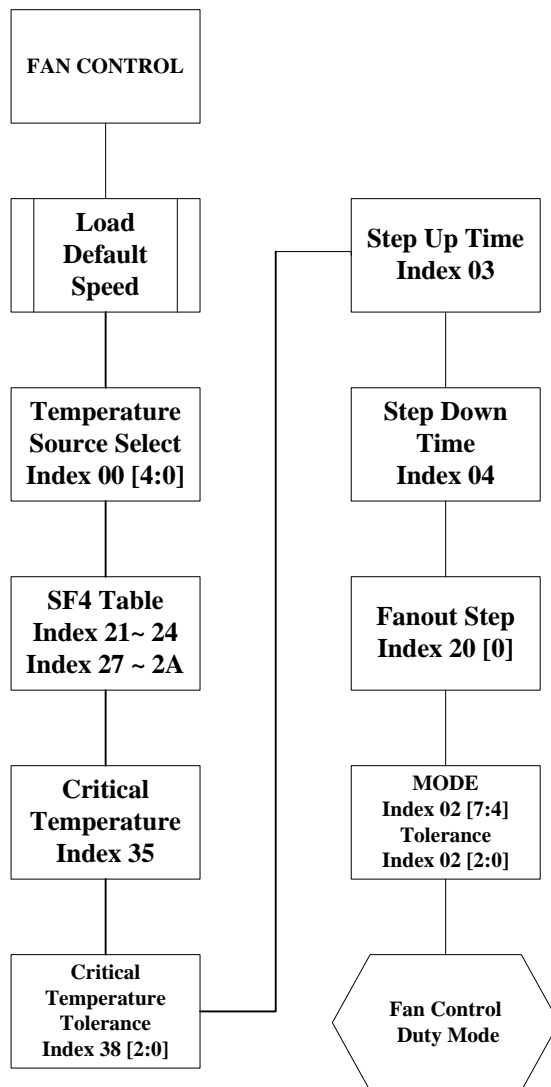 FAN CONTROL
Load
Default
Speed
Temperature
Source Select
Index 00 [4:0]
SF4 Table
Index 21~ 24
Index 27 ~ 2A
Critical
Temperature
Index 35
Critical
Temperature
Tolerance
Index 38 [2:0]
Step Up Time
Index 03
Step Down
Time
Index 04
Fanout Step
Index 20 [0]
MODE
Index 02 [7:4]
Tolerance
Index 02 [2:0]
Fan Control
Duty Mode